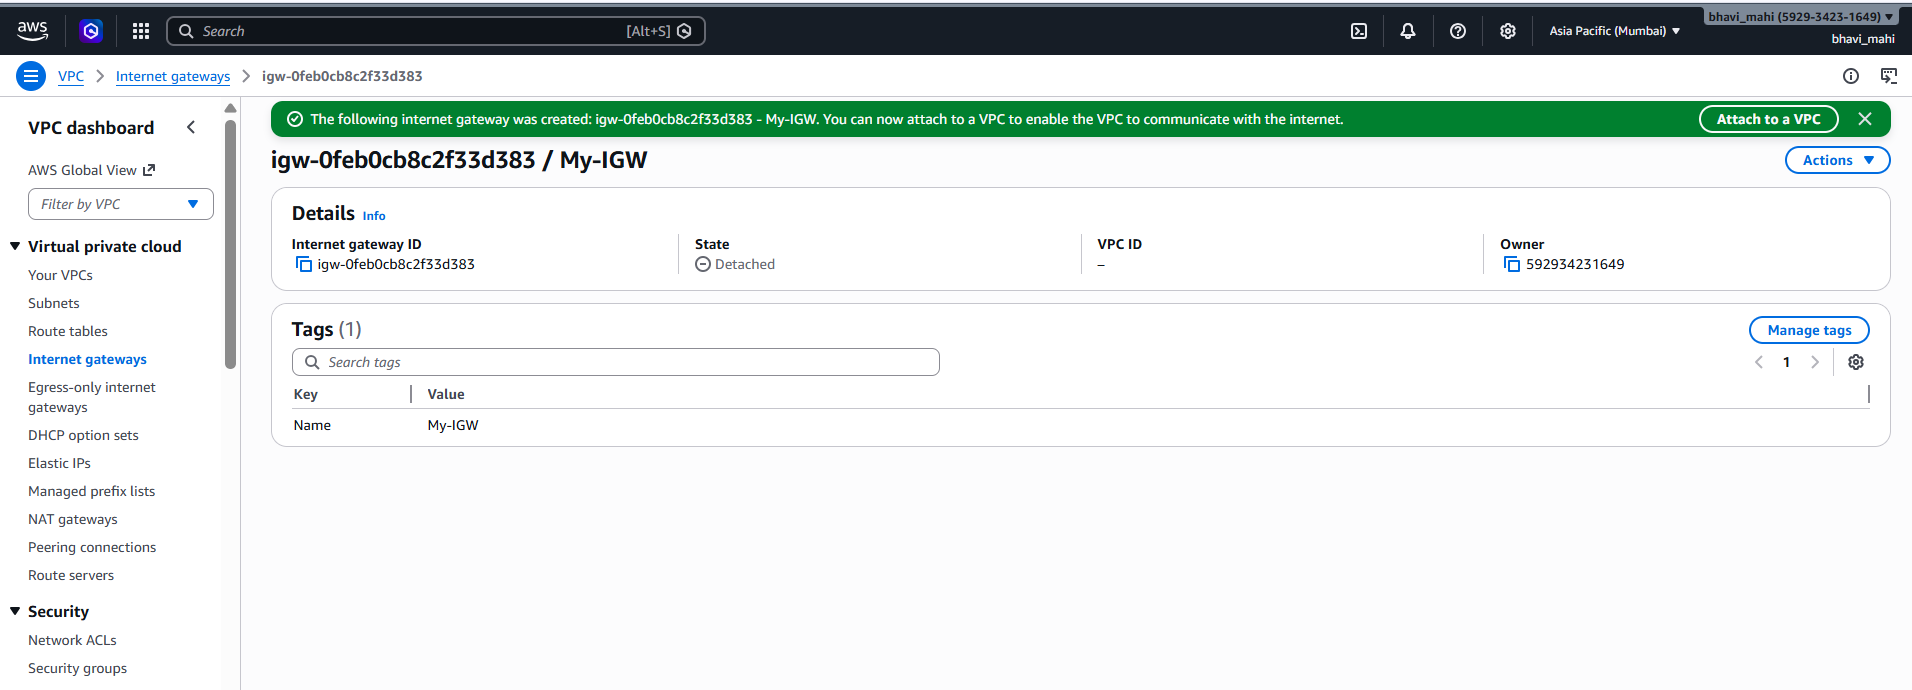 aws
Search [Alt+S]
Asia Pacific (Mumbai)
bhavi_mahi (5929-3423-1649)
bhavi_mahi
VPC
Internet gateways
igw-0feb0cb8c2f33d383
VPC dashboard
AWS Global View
Filter by VPC
Virtual private cloud
Your VPCs
Subnets
Route tables
Internet gateways
Egress-only internet
gateways
DHCP option sets
Elastic IPs
Managed prefix lists
NAT gateways
Peering connections
Route servers
Security
Network ACLs
Security groups
The following internet gateway was created: igw-0feb0cb8c2f33d383 - My-IGW. You can now attach to a VPC to enable the VPC to communicate with the internet.
Attach to a VPC
igw-0feb0cb8c2f33d383 / My-IGW
Actions
Details Info
Internet gateway ID
igw-0feb0cb8c2f33d383
State
Detached
VPC ID
–
Owner
592934231649
Tags (1)
Manage tags
Search tags
1
Key Value
Name My-IGW